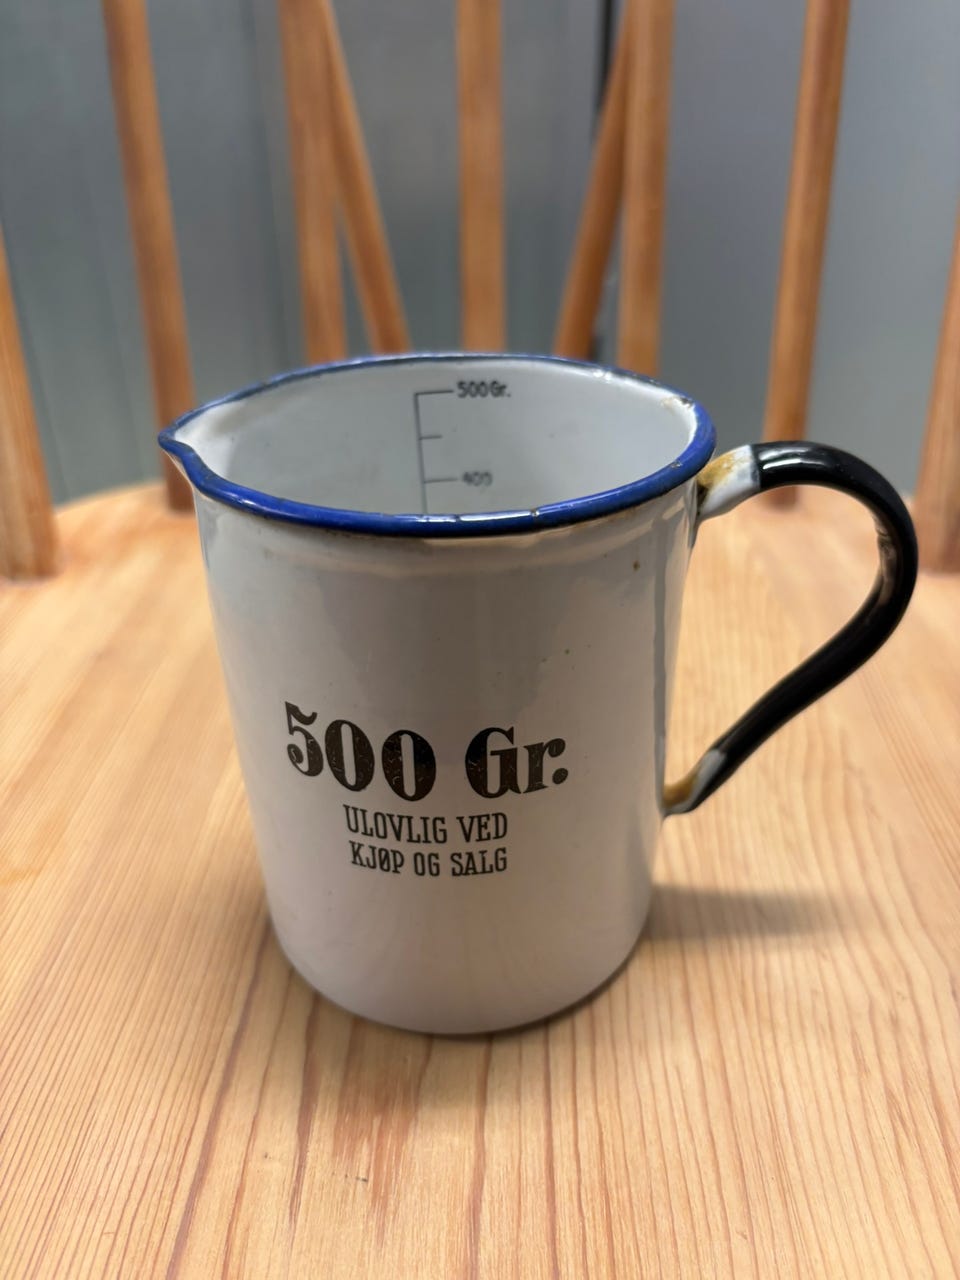 500 Gr.
400
500 Gr.
ULOVLIG VED
KJØP OG SALG